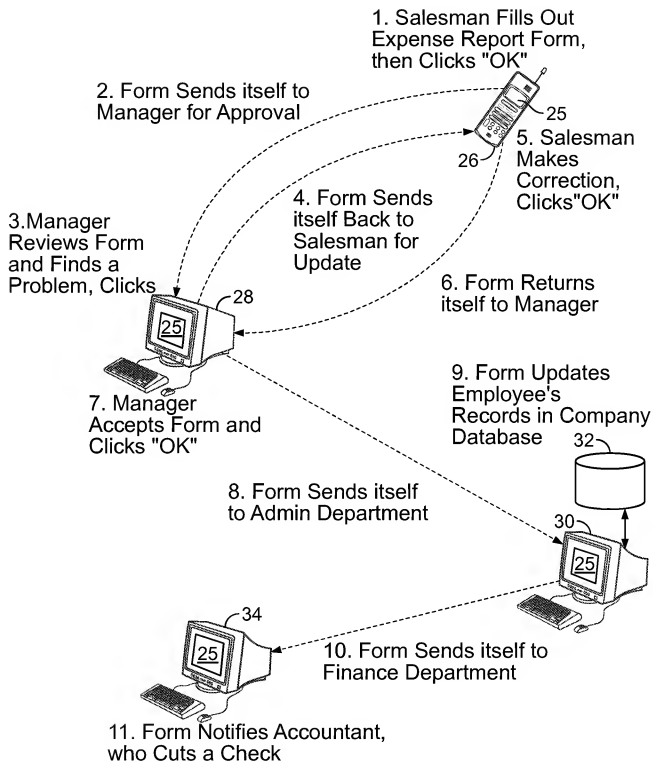 1. Salesman Fills Out
Expense Report Form,
then Clicks "OK"
2. Form Sends itself to
Manager for Approval
25
26
5. Salesman
Makes
Correction,
Clicks"OK"
4. Form Sends
itself Back to
Salesman for
Update
3.Manager
Reviews Form
and Finds a
Problem, Clicks
28
25
6. Form Returns
itself to Manager
7. Manager
Accepts Form and
Clicks "OK"
9. Form Updates
Employee's
Records in Company
Database
32
8. Form Sends itself
to Admin Department
30
25
34
25
10. Form Sends itself to
Finance Department
11. Form Notifies Accountant,
who Cuts a Check